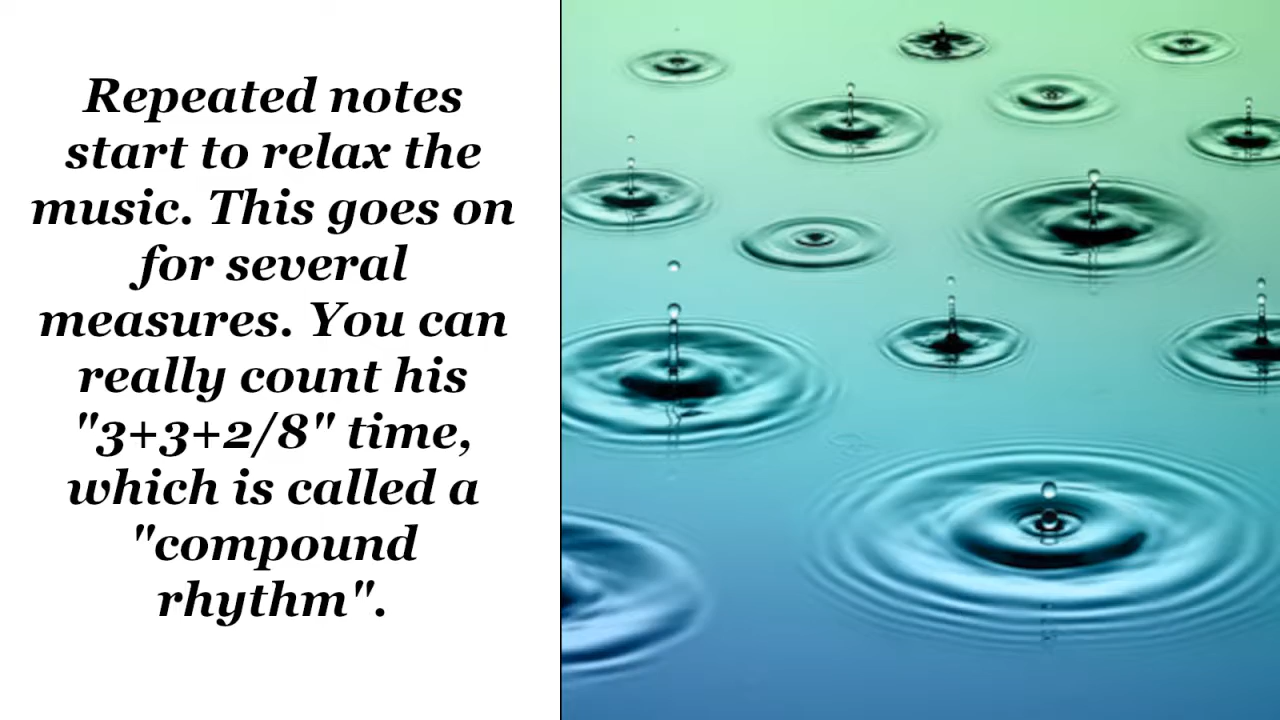 Repeated notes
start to relax the
music. This goes on
for several
measures. You can
really count his
"3+3+2/8" time,
which is called a
"compound
rhythm".